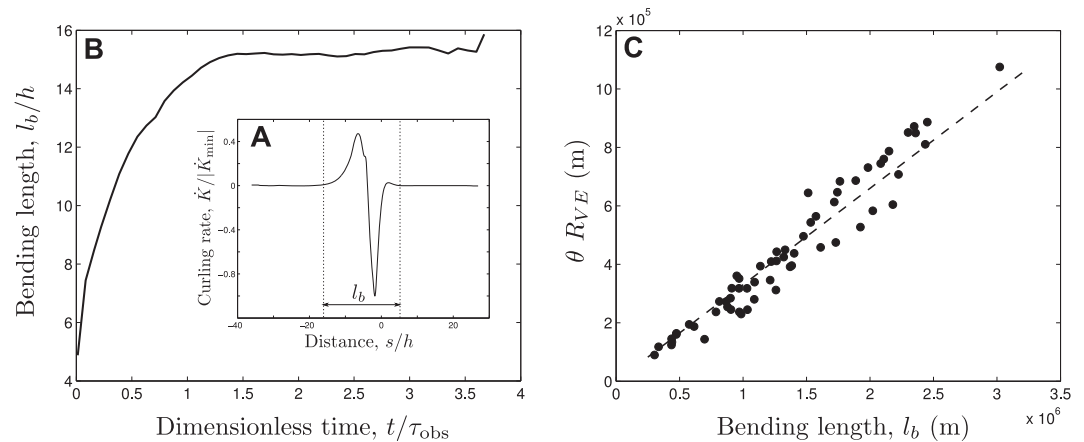 B
Bending length, l_b/h
16
14
12
10
8
6
4
0 0.5 1 1.5 2 2.5 3 3.5 4
Dimensionless time, t/τ_obs
A
Curling rate, K̇/|K̇_min|
0.4
0
−0.4
−0.8
l_b
−40 −20 0 20
Distance, s/h
C
× 10^5
θ R_VE (m)
12
10
8
6
4
2
0
0 0.5 1 1.5 2 2.5 3 3.5
× 10^6
Bending length, l_b (m)